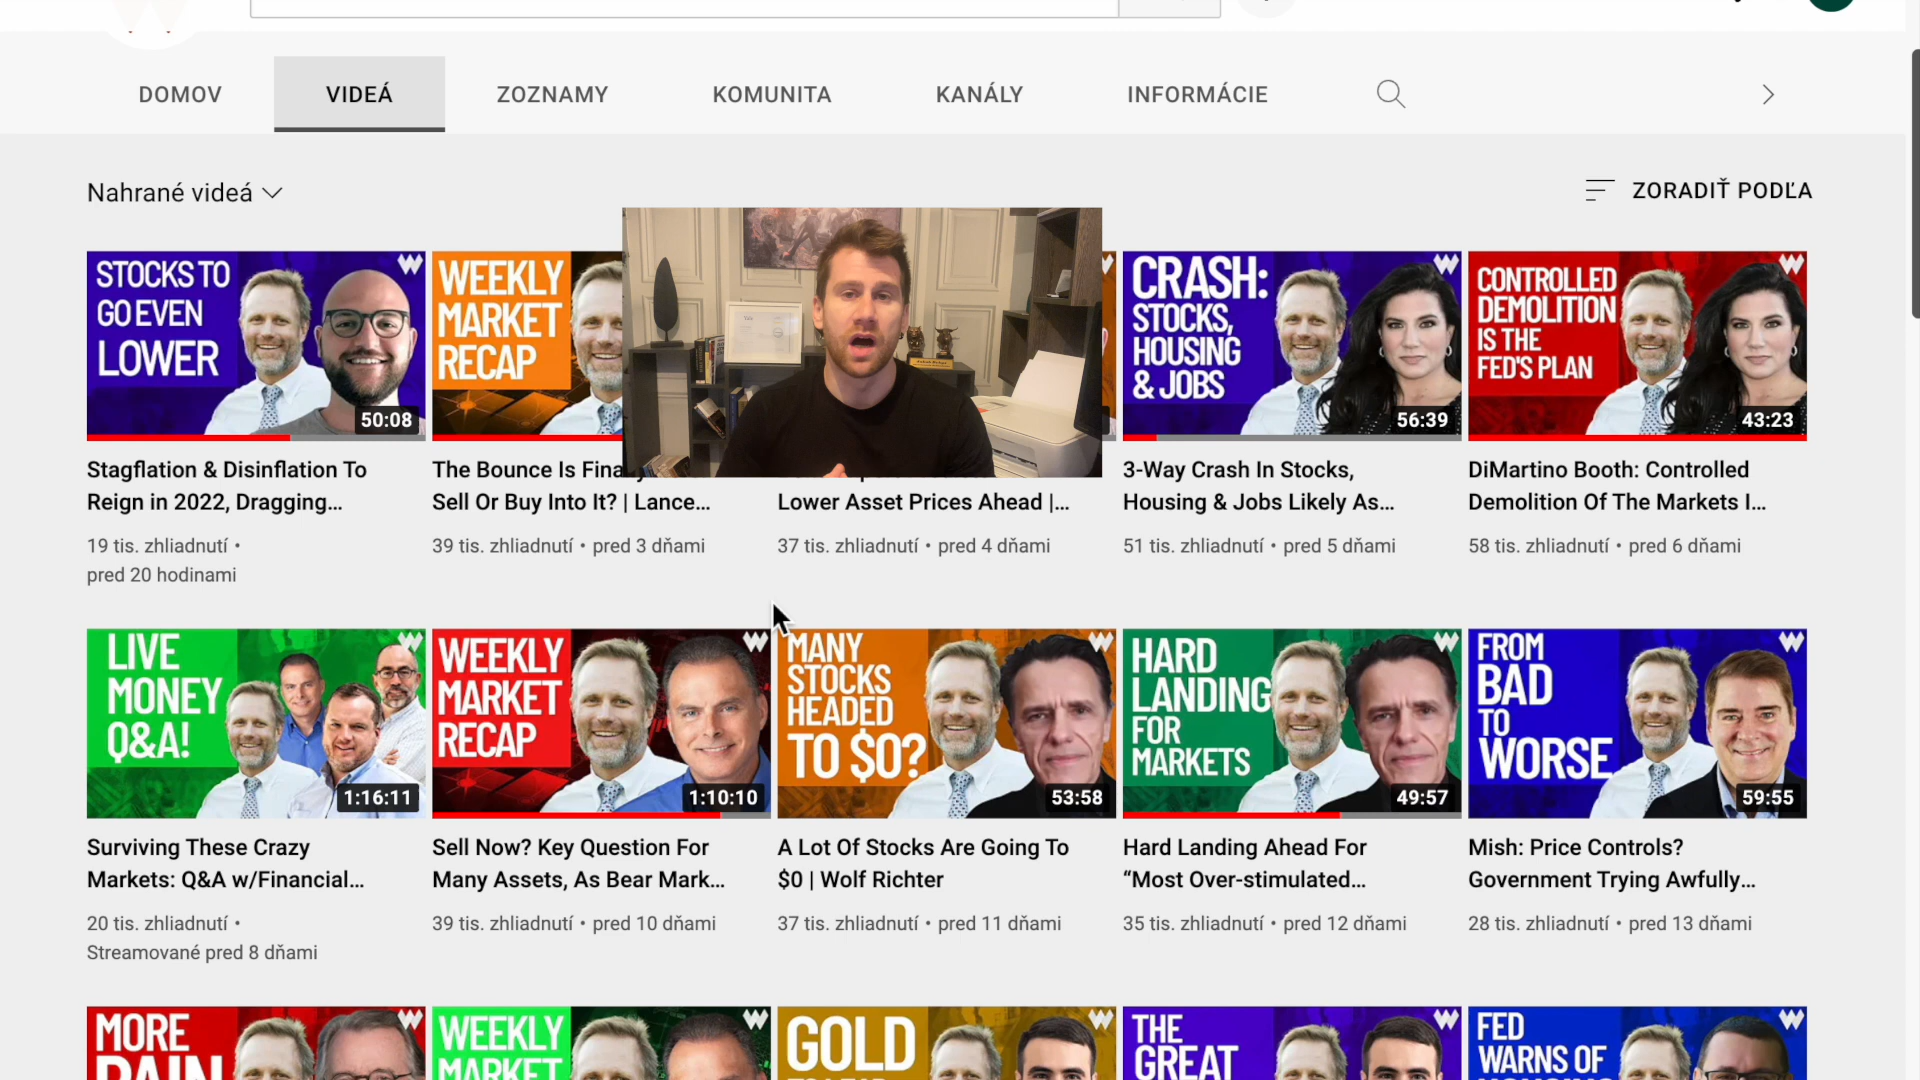 DOMOV
VIDEÁ
ZOZNAMY
KOMUNITA
KANÁLY
INFORMÁCIE
Nahrané videá
ZORADIŤ PODĽA
STOCKS TO
GO EVEN
LOWER
50:08
WEEKLY
MARKET
RECAP
CRASH:
STOCKS,
HOUSING
& JOBS
56:39
CONTROLLED
DEMOLITION
IS THE
FED'S PLAN
43:23
Stagflation & Disinflation To
Reign in 2022, Dragging...
19 tis. zhliadnutí •
pred 20 hodinami
The Bounce Is
Sell Or Buy Into It? | Lance...
39 tis. zhliadnutí • pred 3 dňami
Lower Asset Prices Ahead |...
37 tis. zhliadnutí • pred 4 dňami
3-Way Crash In Stocks,
Housing & Jobs Likely As...
51 tis. zhliadnutí • pred 5 dňami
DiMartino Booth: Controlled
Demolition Of The Markets I...
58 tis. zhliadnutí • pred 6 dňami
LIVE
MONEY
Q&A!
1:16:11
WEEKLY
MARKET
RECAP
1:10:10
MANY
STOCKS
HEADED
TO $0?
53:58
HARD
LANDING
FOR
MARKETS
49:57
FROM
BAD
TO
WORSE
59:55
Surviving These Crazy
Markets: Q&A w/Financial...
20 tis. zhliadnutí •
Streamované pred 8 dňami
Sell Now? Key Question For
Many Assets, As Bear Mark...
39 tis. zhliadnutí • pred 10 dňami
A Lot Of Stocks Are Going To
$0 | Wolf Richter
37 tis. zhliadnutí • pred 11 dňami
Hard Landing Ahead For
“Most Over-stimulated...
35 tis. zhliadnutí • pred 12 dňami
Mish: Price Controls?
Government Trying Awfully...
28 tis. zhliadnutí • pred 13 dňami
MORE
PAIN
WEEKLY
MARKET
GOLD
THE
GREAT
FED
WARNS OF